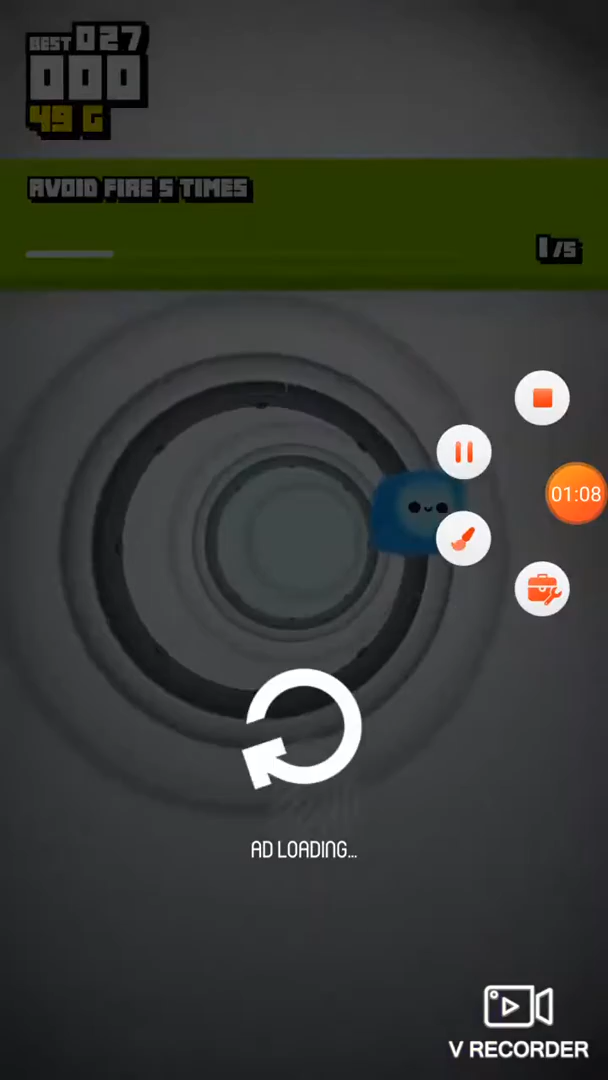 BEST 027
000
49 G
AVOID FIRE 5 TIMES
1/5
01:08
AD LOADING...
V RECORDER